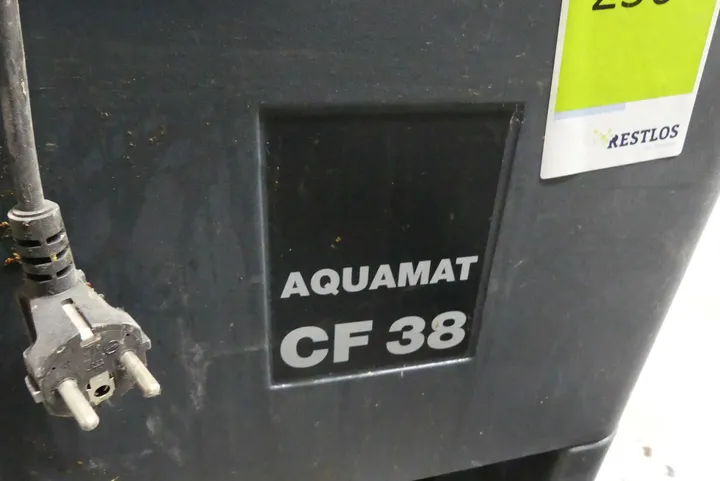 RESTLOS
AQUAMAT
CF 38